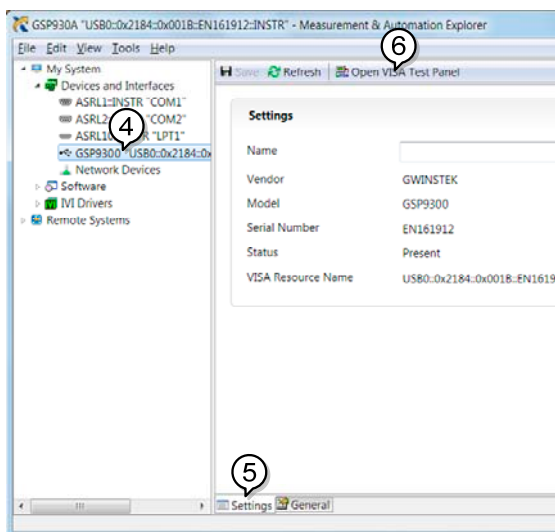 GSP930A "USB0::0x2184::0x001B::EN161912::INSTR" - Measurement & Automation Explorer
File Edit View Tools Help
6
My System
Save Refresh Open VISA Test Panel
Devices and Interfaces
ASRL1::INSTR "COM1"
ASRL2 "COM2"
4
ASRL10 "LPT1"
GSP9300 "USB0::0x2184::0x
Network Devices
Software
IVI Drivers
Remote Systems
Settings
Name
Vendor GWINSTEK
Model GSP9300
Serial Number EN161912
Status Present
VISA Resource Name USB0::0x2184::0x001B::EN1619
5
Settings General